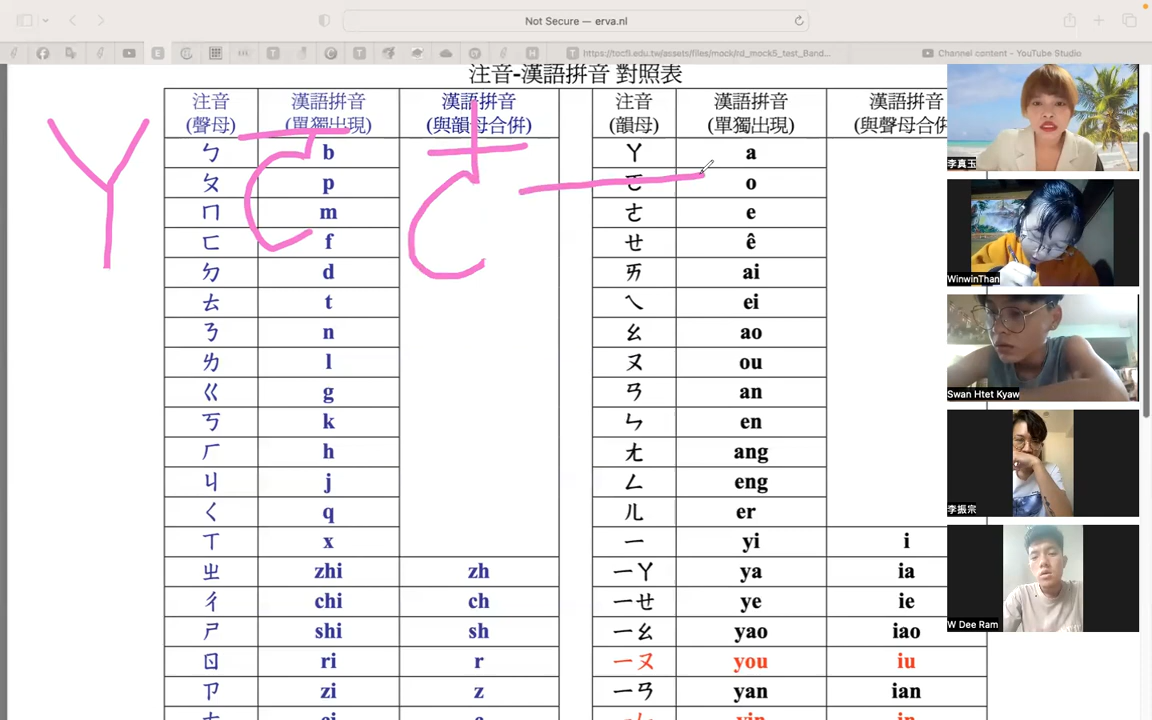 Not Secure — erva.nl
https://tocfl.edu.tw/assets/files/mock/rd_mock5_test_Band...
Channel content - YouTube Studio
注音-漢語拼音 對照表
注音 (聲母) 漢語拼音 (單獨出現) 漢語拼音 (與韻母合併) 注音 (韻母) 漢語拼音 (單獨出現) 漢語拼音 (與聲母合併
ㄅ b ㄚ a
ㄆ p ㄛ o
ㄇ m ㄜ e
ㄈ f ㄝ ê
ㄉ d ㄞ ai
ㄊ t ㄟ ei
ㄋ n ㄠ ao
ㄌ l ㄡ ou
ㄍ g ㄢ an
ㄎ k ㄣ en
ㄏ h ㄤ ang
ㄐ j ㄥ eng
ㄑ q ㄦ er
ㄒ x ㄧ yi i
ㄓ zhi zh ㄧㄚ ya ia
ㄔ chi ch ㄧㄝ ye ie
ㄕ shi sh ㄧㄠ yao iao
ㄖ ri r ㄧㄡ you iu
ㄗ zi z ㄧㄢ yan ian
ㄚ ㄛ ㄜ
李真玉
WinwinThan
Swan Htet Kyaw
李振宗
W Dee Ram